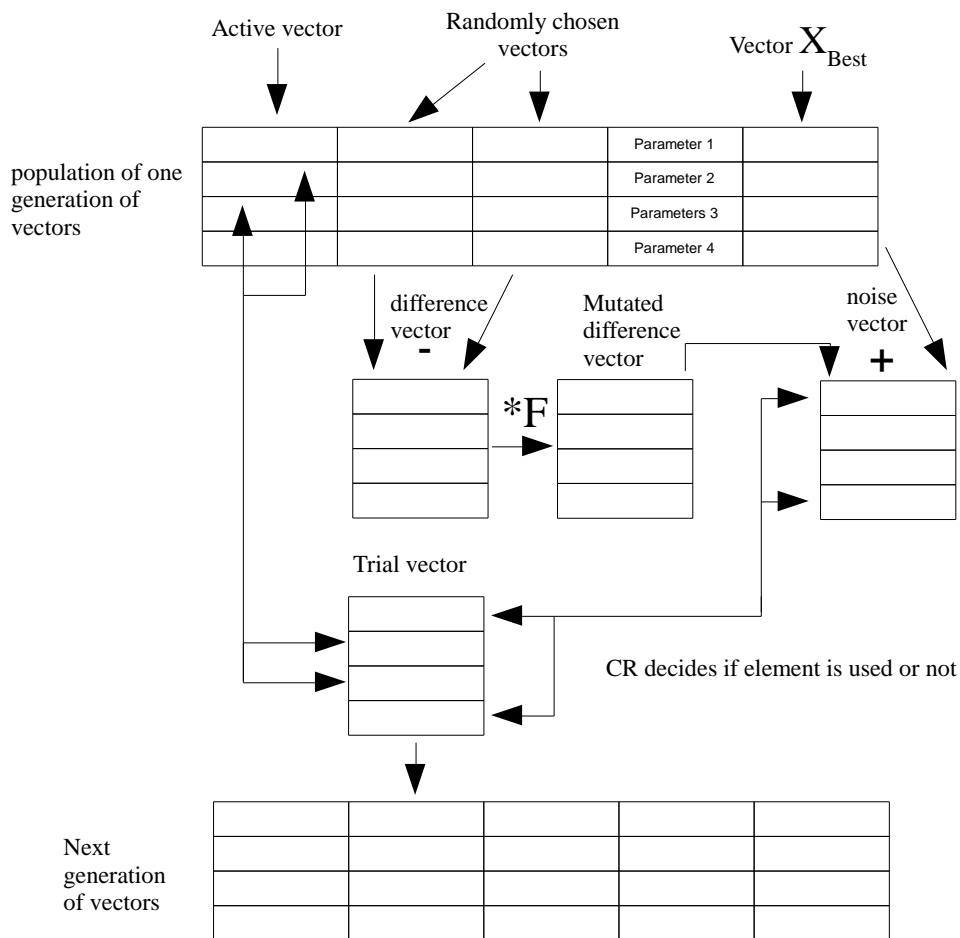 Active vector
Randomly chosen
vectors
Vector X Best
population of one
generation of
vectors
Parameter 1
Parameter 2
Parameters 3
Parameter 4
difference
vector
-
Mutated
difference
vector
noise
vector
+
*F
Trial vector
CR decides if element is used or not
Next
generation
of vectors